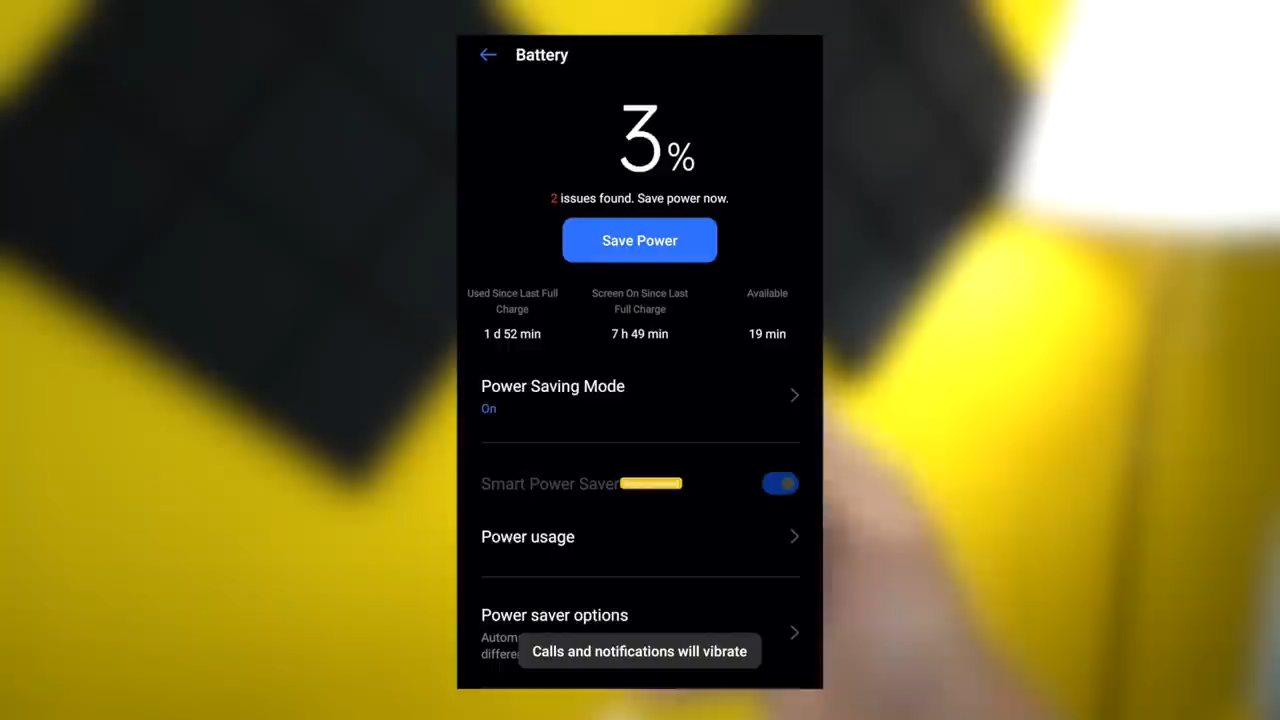 Battery
3%
2 issues found. Save power now.
Save Power
Used Since Last Full
Charge
1 d 52 min
Screen On Since Last
Full Charge
7 h 49 min
Available
19 min
Power Saving Mode
On
Smart Power Saver
Power usage
Power saver options
Autom
differe
Calls and notifications will vibrate